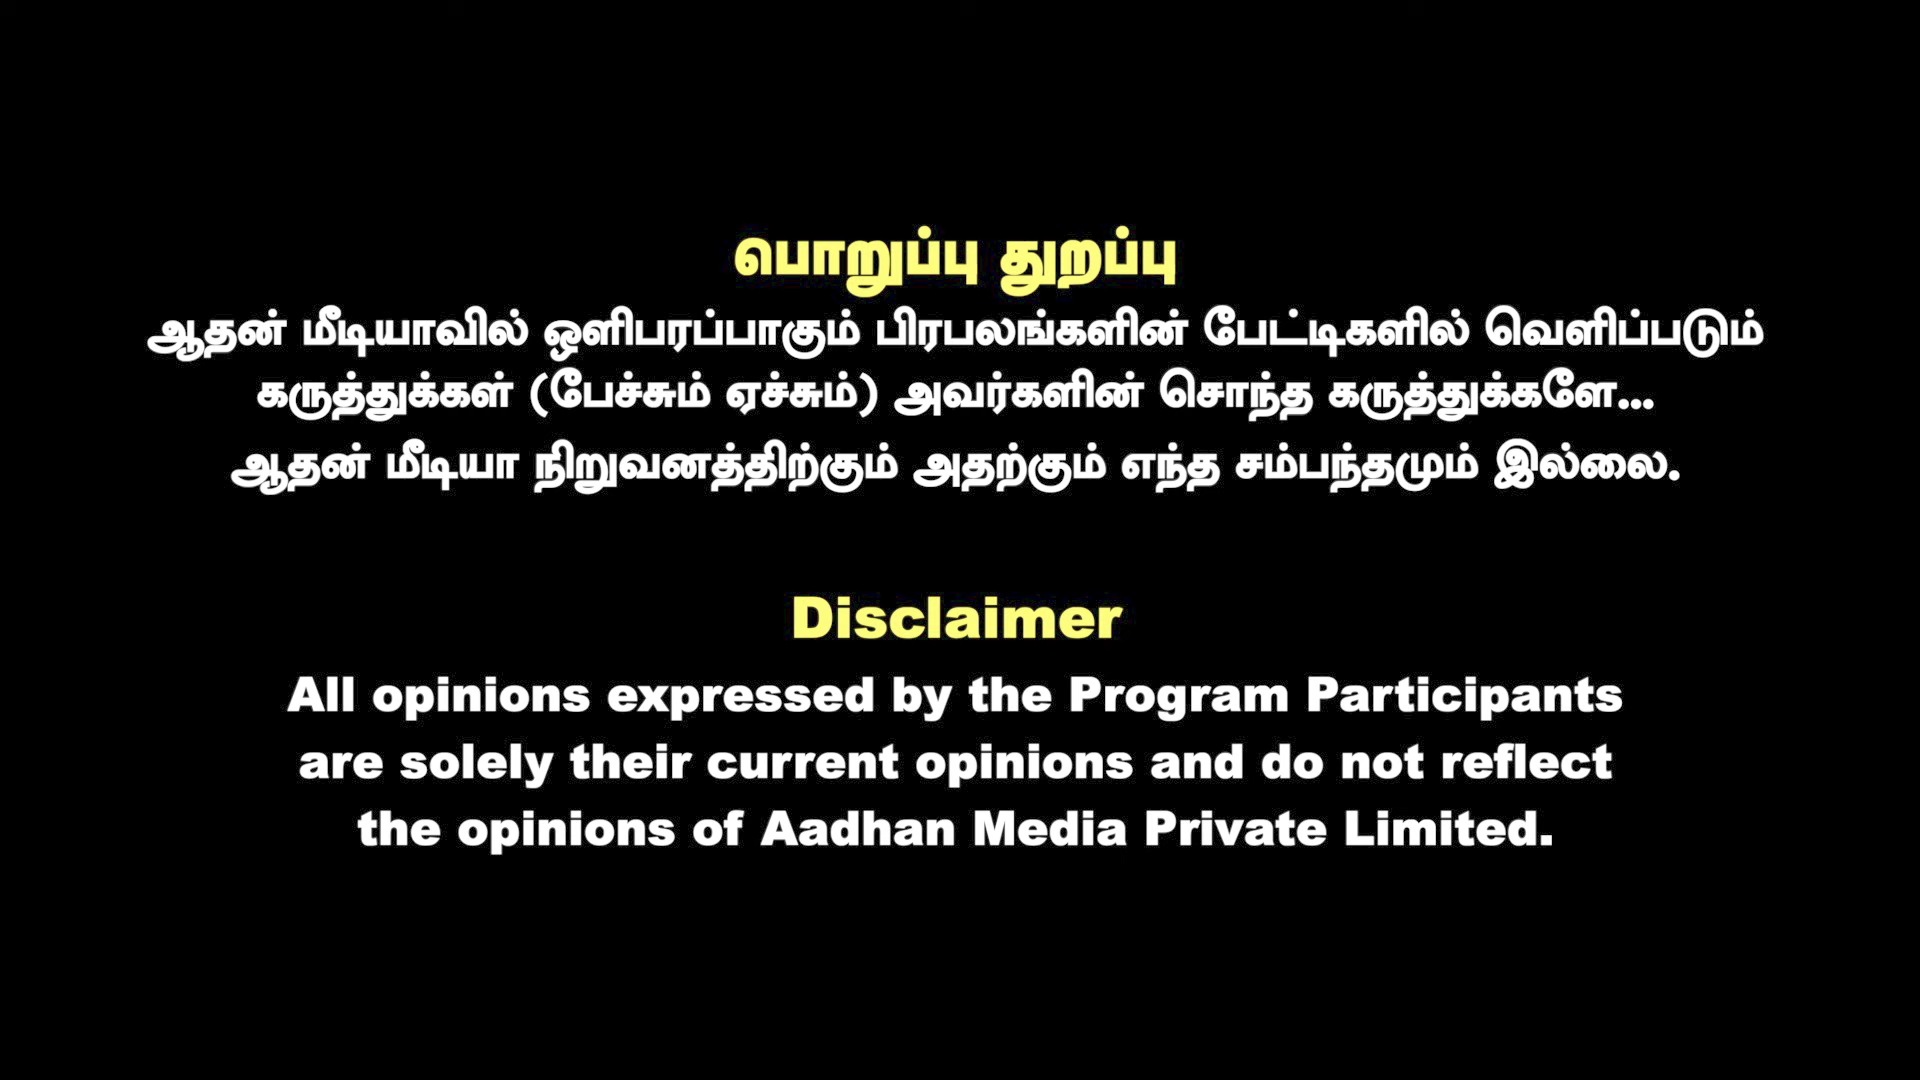 பொறுப்பு துறப்பு
ஆதன் மீடியாவில் ஒளிபரப்பாகும் பிரபலங்களின் பேட்டிகளில் வெளிப்படும்
கருத்துக்கள் (பேச்சும் ஏச்சும்) அவர்களின் சொந்த கருத்துக்களே...
ஆதன் மீடியா நிறுவனத்திற்கும் அதற்கும் எந்த சம்பந்தமும் இல்லை.
Disclaimer
All opinions expressed by the Program Participants
are solely their current opinions and do not reflect
the opinions of Aadhan Media Private Limited.